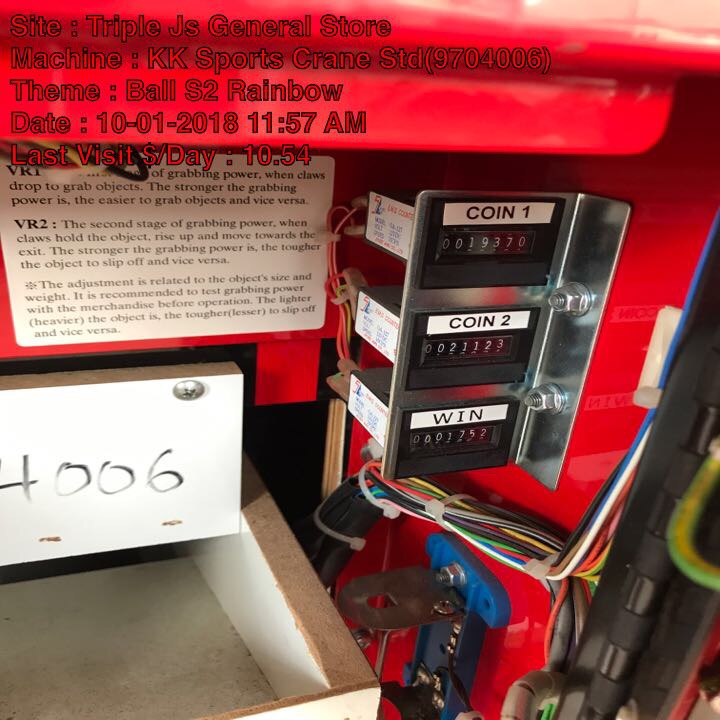 Site : Triple Js General Store
Machine : KK Sports Crane Std(9704006)
Theme : Ball S2 Rainbow
Date : 10-01-2018 11:57 AM
Last Visit $/Day : 10.54
VR1 of grabbing power, when claws
drop to grab objects. The stronger the grabbing
power is, the easier to grab objects and vice versa.
VR2 : The second stage of grabbing power, when
claws hold the object, rise up and move towards the
exit. The stronger the grabbing power is, the tougher
the object to slip off and vice versa.
※The adjustment is related to the object's size and
weight. It is recommended to test grabbing power
with the merchandise before operation. The lighter
(heavier) the object is, the tougher(lesser) to slip off
and vice versa.
COIN 1
0019370
COIN 2
0021123
WIN
0001752
4006